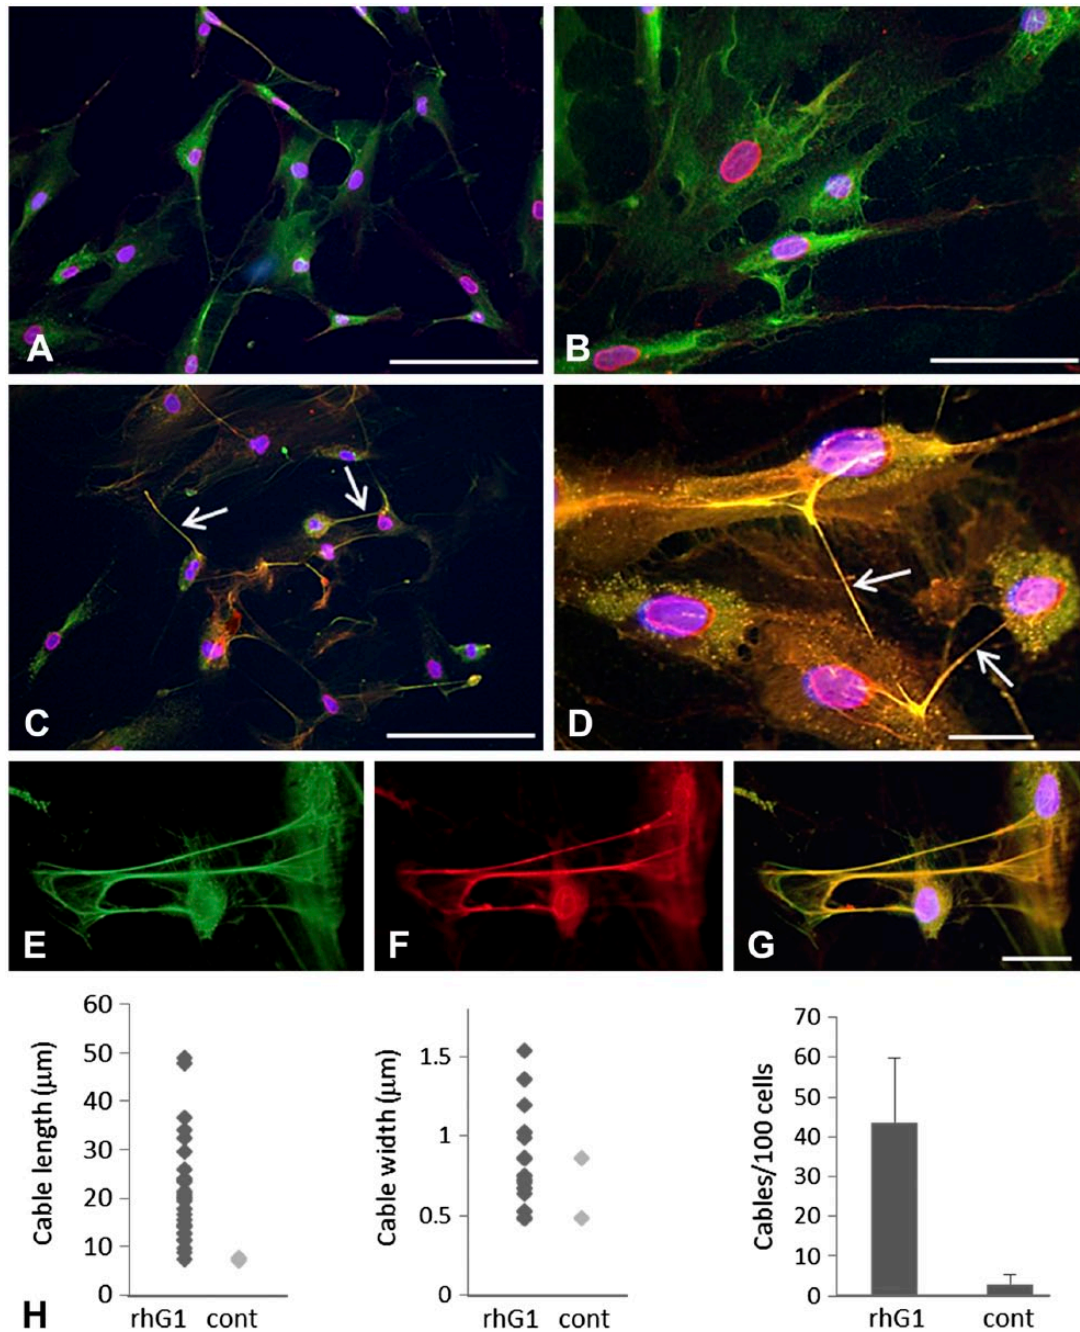 A
B
C
D
E
F
G
H
Cable length (μm)
60
50
40
30
20
10
0
rhG1 cont
Cable width (μm)
1.5
1
0.5
0
rhG1 cont
Cables/100 cells
70
60
50
40
30
20
10
0
rhG1 cont